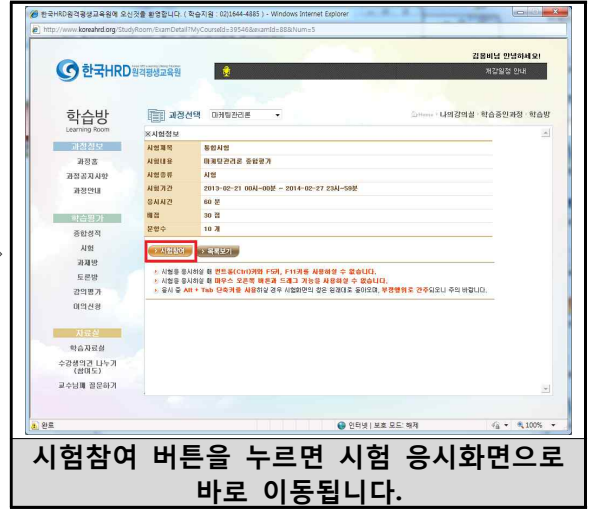 한국HRD원격평생교육원에 오신것을 환영합니다. ( 학습지원 : 02)1644-4885 ) - Windows Internet Explorer
http://www.koreahrd.org/StudyRoom/ExamDetail?MyCourseId=39546&examId=88&Num=5
김용비님 안녕하세요!
한국HRD원격평생교육원
개강일정 안내
학습방
Learning Room
과정선택 마케팅관리론
Home > 나의강의실 > 학습중인과정 > 학습방
과정정보
과정홈
과정공지사항
과정안내
학습평가
종합성적
시험
과제방
토론방
강의평가
이의신청
자료실
학습자료실
수강생의견 나누기
(참여도)
교수님께 질문하기
※시험정보
시험제목 통합시험
시험내용 마케팅관리론 중합평가
시험종류 시험
시험기간 2013-02-21 00시~00분 ~ 2014-02-27 23시~59분
응시시간 60 분
배점 30 점
문항수 10 개
> 시험참여 > 목록보기
시험을 응시하실 때 컨트롤(Ctrl)키와 F5키, F11키를 사용하실 수 없습니다.
시험을 응시하실 때 마우스 오른쪽 버튼과 드래그 기능을 사용하실 수 없습니다.
응시 중 Alt + Tab 단축키를 사용하실 경우 시험화면의 창은 원래대로 돌아오며, 부정행위로 간주되오니 주의 바랍니다.
완료
인터넷 | 보호 모드: 해제
100%
시험참여 버튼을 누르면 시험 응시화면으로
바로 이동됩니다.